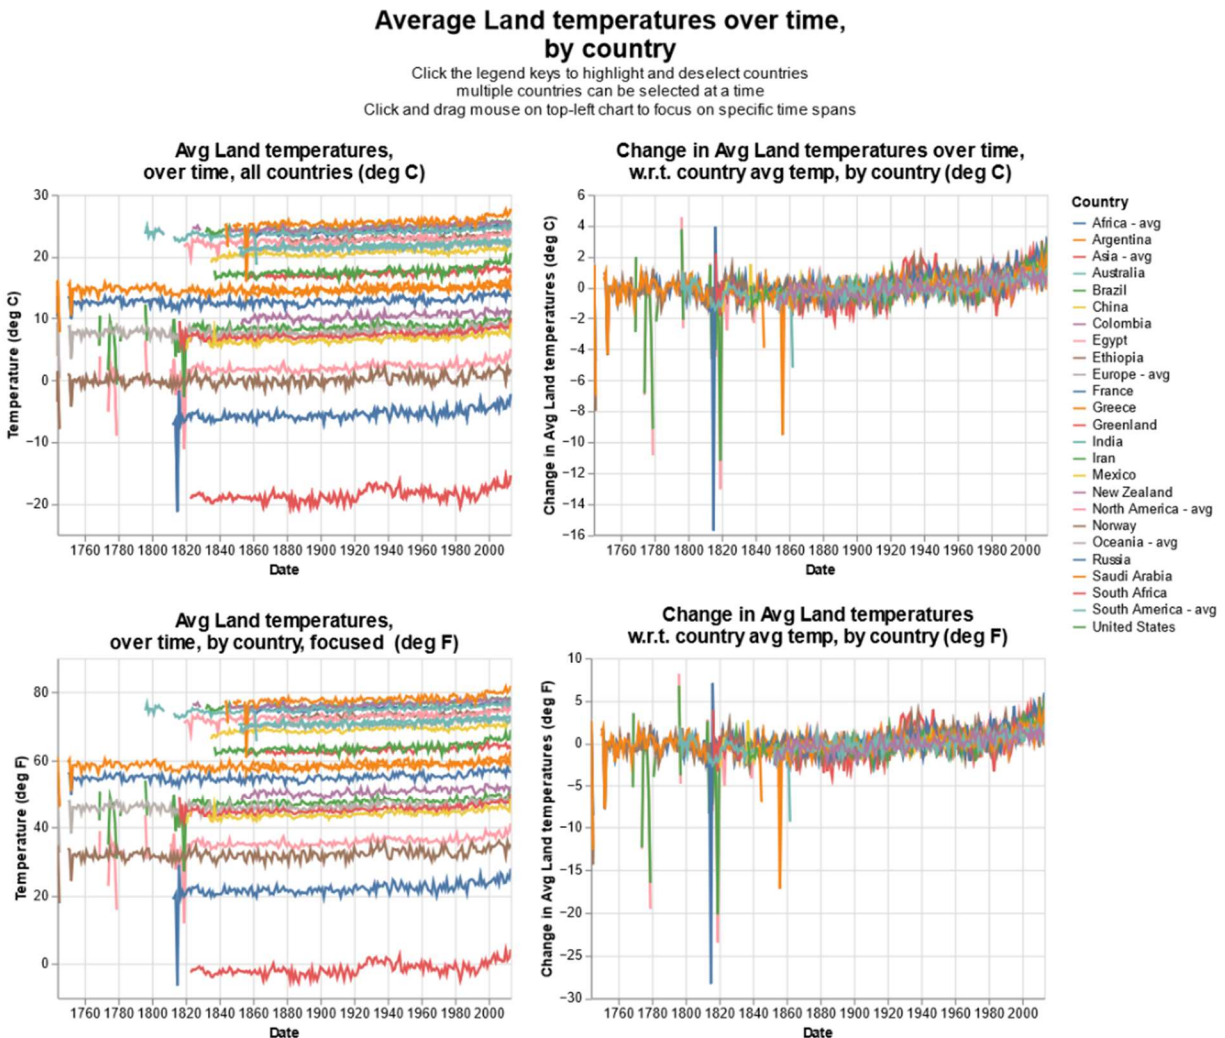 Average Land temperatures over time,
by country
Click the legend keys to highlight and deselect countries
multiple countries can be selected at a time
Click and drag mouse on top-left chart to focus on specific time spans
Avg Land temperatures,
over time, all countries (deg C)
30
20
10
0
−10
−20
Temperature (deg C)
1760 1780 1800 1820 1840 1860 1880 1900 1920 1940 1960 1980 2000
Date
Change in Avg Land temperatures over time,
w.r.t. country avg temp, by country (deg C)
6
4
2
0
−2
−4
−6
−8
−10
−12
−14
−16
Change in Avg Land temperatures (deg C)
1760 1780 1800 1820 1840 1860 1880 1900 1920 1940 1960 1980 2000
Date
Country
Africa - avg
Argentina
Asia - avg
Australia
Brazil
China
Colombia
Egypt
Ethiopia
Europe - avg
France
Greece
Greenland
India
Iran
Mexico
New Zealand
North America - avg
Norway
Oceania - avg
Russia
Saudi Arabia
South Africa
South America - avg
United States
Avg Land temperatures,
over time, by country, focused (deg F)
80
60
40
20
0
Temperature (deg F)
1760 1780 1800 1820 1840 1860 1880 1900 1920 1940 1960 1980 2000
Date
Change in Avg Land temperatures
w.r.t. country avg temp, by country (deg F)
10
5
0
−5
−10
−15
−20
−25
−30
Change in Avg Land temperatures (deg F)
1760 1780 1800 1820 1840 1860 1880 1900 1920 1940 1960 1980 2000
Date